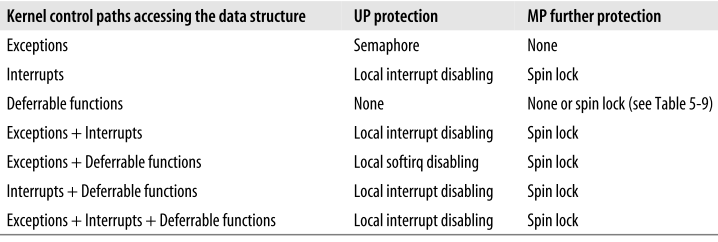 Kernel control paths accessing the data structure UP protection MP further protection
Exceptions Semaphore None
Interrupts Local interrupt disabling Spin lock
Deferrable functions None None or spin lock (see Table 5-9)
Exceptions + Interrupts Local interrupt disabling Spin lock
Exceptions + Deferrable functions Local softirq disabling Spin lock
Interrupts + Deferrable functions Local interrupt disabling Spin lock
Exceptions + Interrupts + Deferrable functions Local interrupt disabling Spin lock